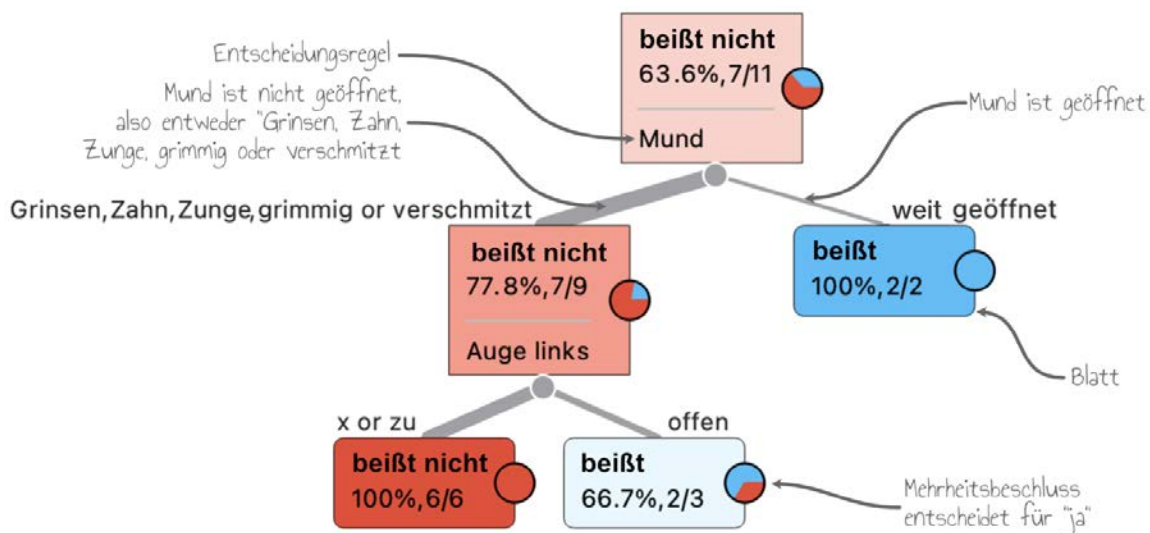 Entscheidungsregel
Mund ist nicht geöffnet,
also entweder "Grinsen, Zahn,
Zunge, grimmig oder verschmitzt
beißt nicht
63.6%, 7/11
Mund
Mund ist geöffnet
Grinsen, Zahn, Zunge, grimmig or verschmitzt
weit geöffnet
beißt nicht
77.8%, 7/9
Auge links
beißt
100%, 2/2
Blatt
x or zu
offen
beißt nicht
100%, 6/6
beißt
66.7%, 2/3
Mehrheitsbeschluss
entscheidet für "ja"